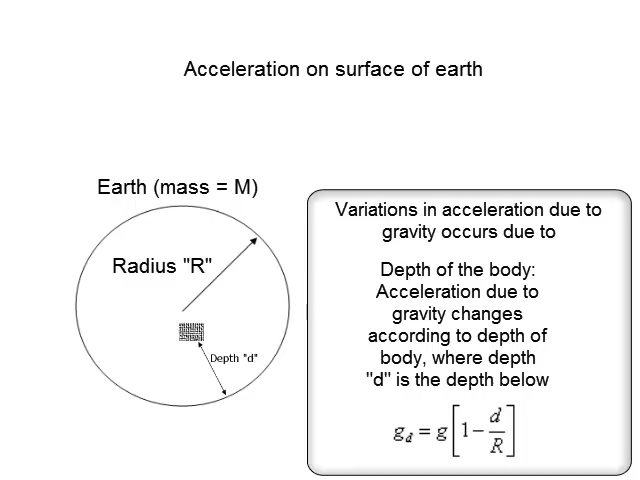 Acceleration on surface of earth
Earth (mass = M)
Radius "R"
Depth "d"
Variations in acceleration due to
gravity occurs due to
Depth of the body:
Acceleration due to
gravity changes
according to depth of
body, where depth
"d" is the depth below
g_d = g[1 - d/R]